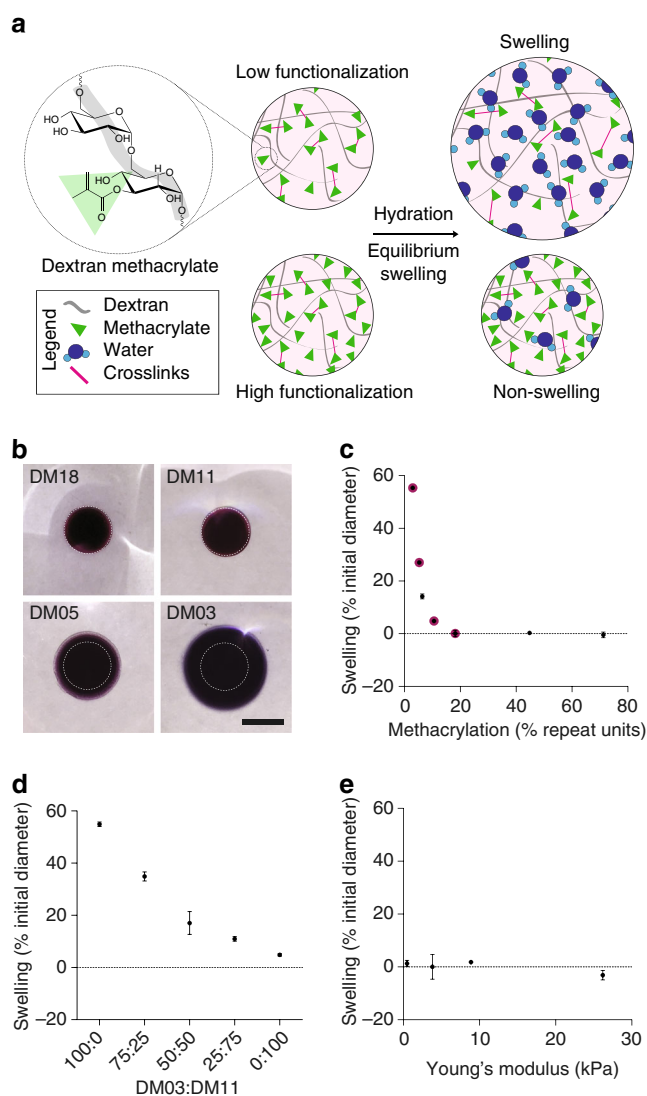 a
Swelling
Low functionalization
O
O
HO
HO
OH
O
H
HO
O
O
O
OH
O
Hydration
Equilibrium
swelling
Dextran methacrylate
Legend
Dextran
Methacrylate
Water
Crosslinks
High functionalization
Non-swelling
b
DM18
DM11
DM05
DM03
c
Swelling (% initial diameter)
60
40
20
0
–20
0
20
40
60
80
Methacrylation (% repeat units)
d
Swelling (% initial diameter)
60
40
20
0
–20
100:0
75:25
50:50
25:75
0:100
DM03:DM11
e
Swelling (% initial diameter)
60
40
20
0
–20
0
10
20
30
Young's modulus (kPa)